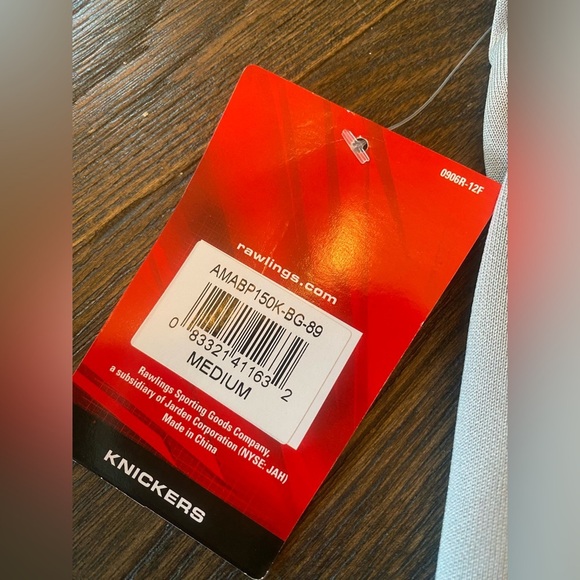 0906R-12F
rawlings.com
AMABP150K-BG-89
0 83321 41163 2
MEDIUM
Rawlings Sporting Goods Company,
a subsidiary of Jarden Corporation (NYSE: JAH)
Made in China
KNICKERS